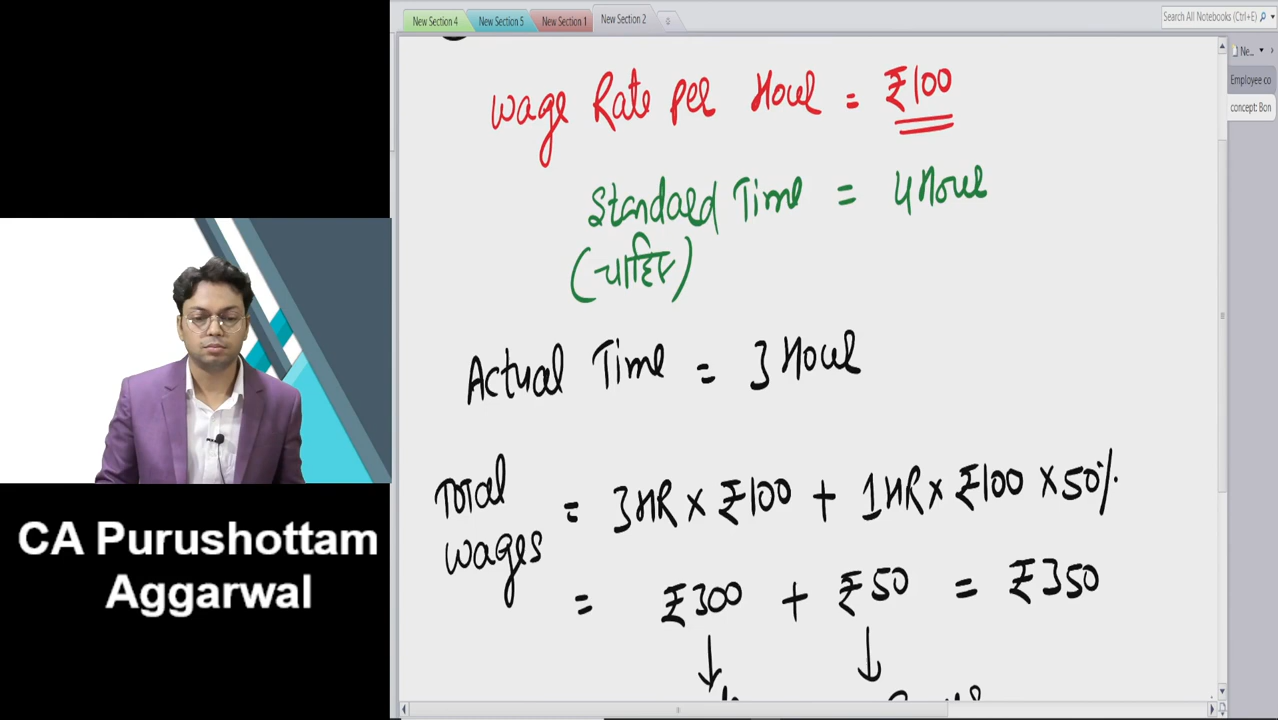 New Section 4 New Section 5 New Section 1 New Section 2
Search All Notebooks (Ctrl+E)
Ne...
Employee co
concept: Bon
Wage Rate Per Hour = ₹100
Standard Time = 4 Hour
(चाहिए)
Actual Time = 3 Hour
Total Wages = 3HR × ₹100 + 1HR × ₹100 × 50%
= ₹300 + ₹50 = ₹350
CA Purushottam
Aggarwal